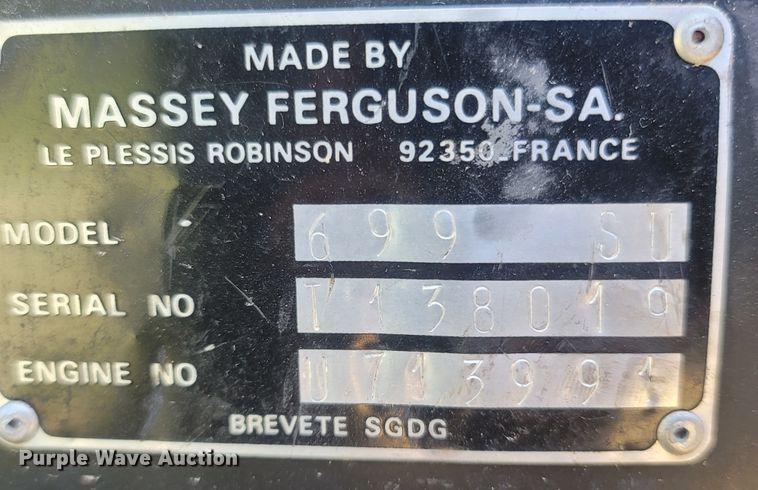 MADE BY
MASSEY FERGUSON-SA.
LE PLESSIS ROBINSON 92350-FRANCE
MODEL 699 SU
SERIAL NO T138019
ENGINE NO U713991
BREVETE SGDG
Purple Wave Auction